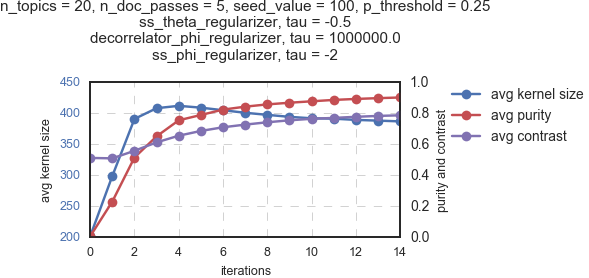 n_topics = 20, n_doc_passes = 5, seed_value = 100, p_threshold = 0.25
ss_theta_regularizer, tau = -0.5
decorrelator_phi_regularizer, tau = 1000000.0
ss_phi_regularizer, tau = -2
450
400
350
300
250
200
avg kernel size
0 2 4 6 8 10 12 14
iterations
1.0
0.8
0.6
0.4
0.2
0.0
purity and contrast
avg kernel size
avg purity
avg contrast